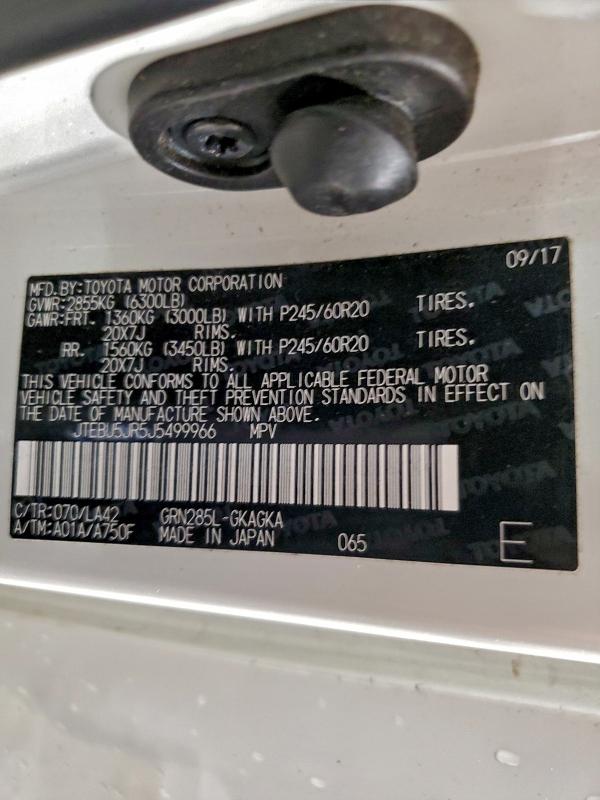 09/17
MFD.BY:TOYOTA MOTOR CORPORATION
GVWR:2855KG (6300LB)
GAWR:FRT. 1360KG (3000LB) WITH P245/60R20 TIRES.
20X7J RIMS.
RR. 1560KG (3450LB) WITH P245/60R20 TIRES.
20X7J RIMS.
THIS VEHICLE CONFORMS TO ALL APPLICABLE FEDERAL MOTOR
VEHICLE SAFETY AND THEFT PREVENTION STANDARDS IN EFFECT ON
THE DATE OF MANUFACTURE SHOWN ABOVE.
JTEBU5JR5J5499966 MPV
C/TR:070/LA42 GRN285L-GKAGKA
A/TM:A01A/A750F MADE IN JAPAN 065 E